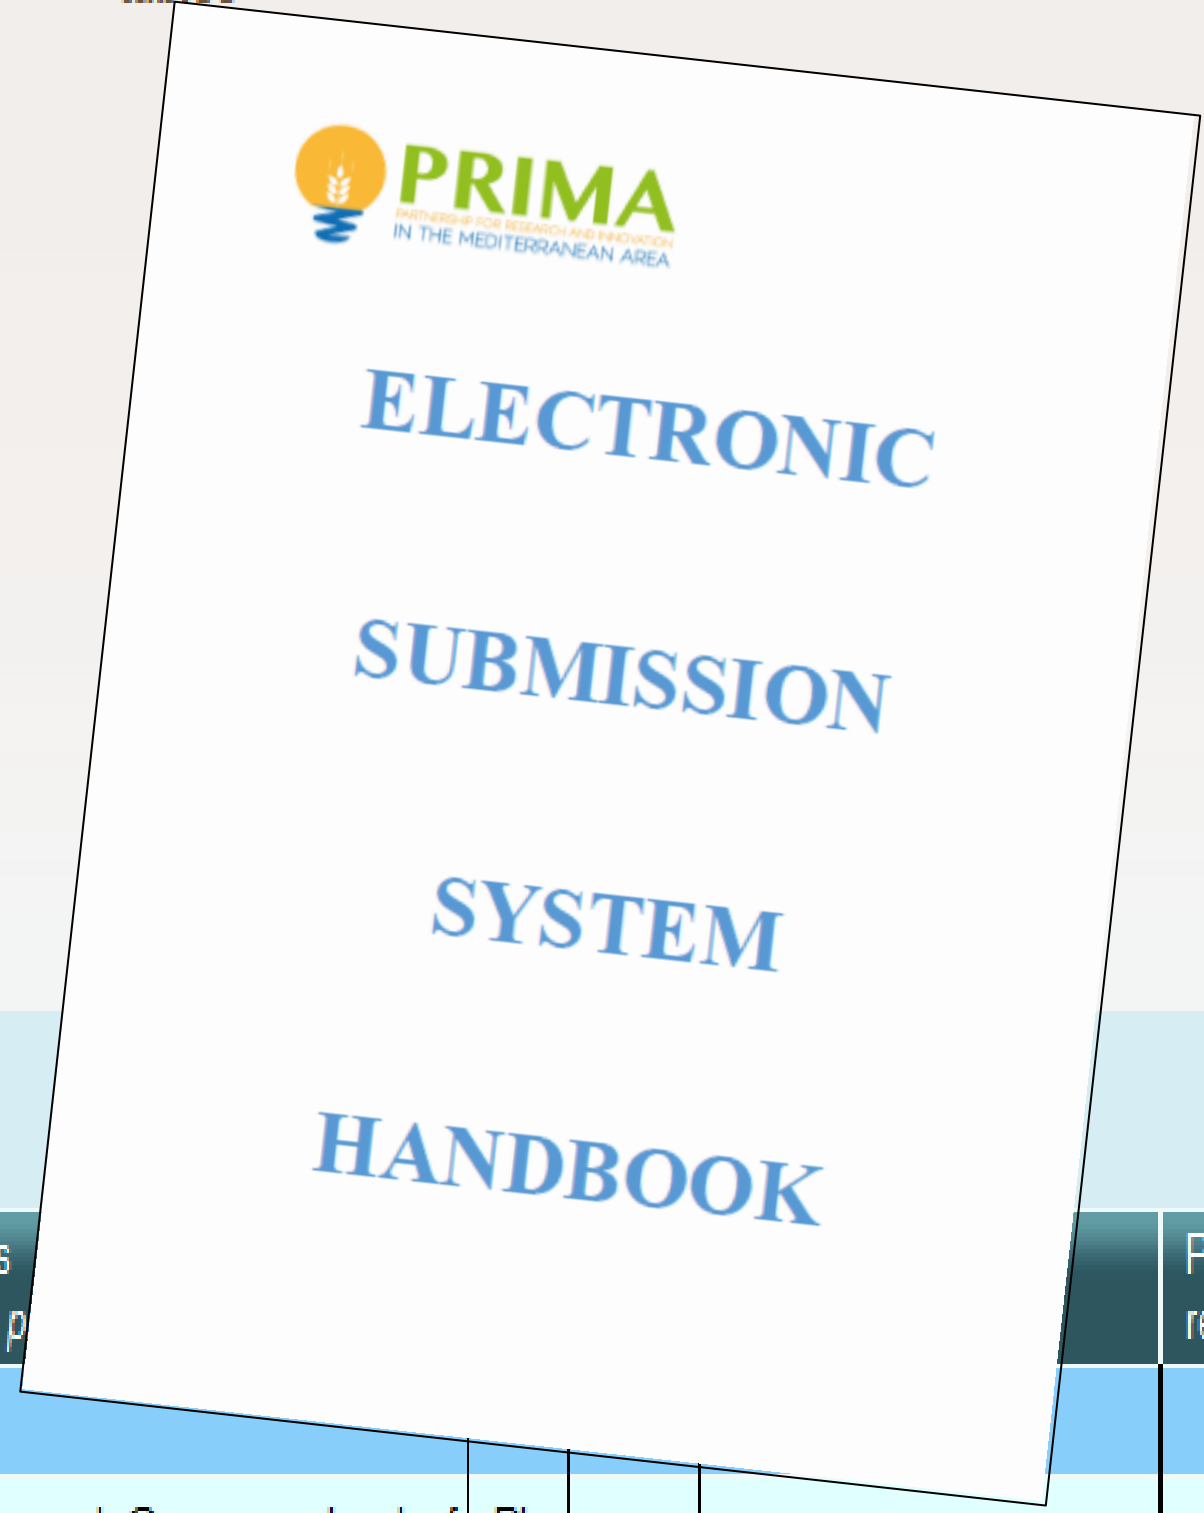 PRIMA
PARTNERSHIP FOR RESEARCH AND INNOVATION
IN THE MEDITERRANEAN AREA
ELECTRONIC
SUBMISSION
SYSTEM
HANDBOOK